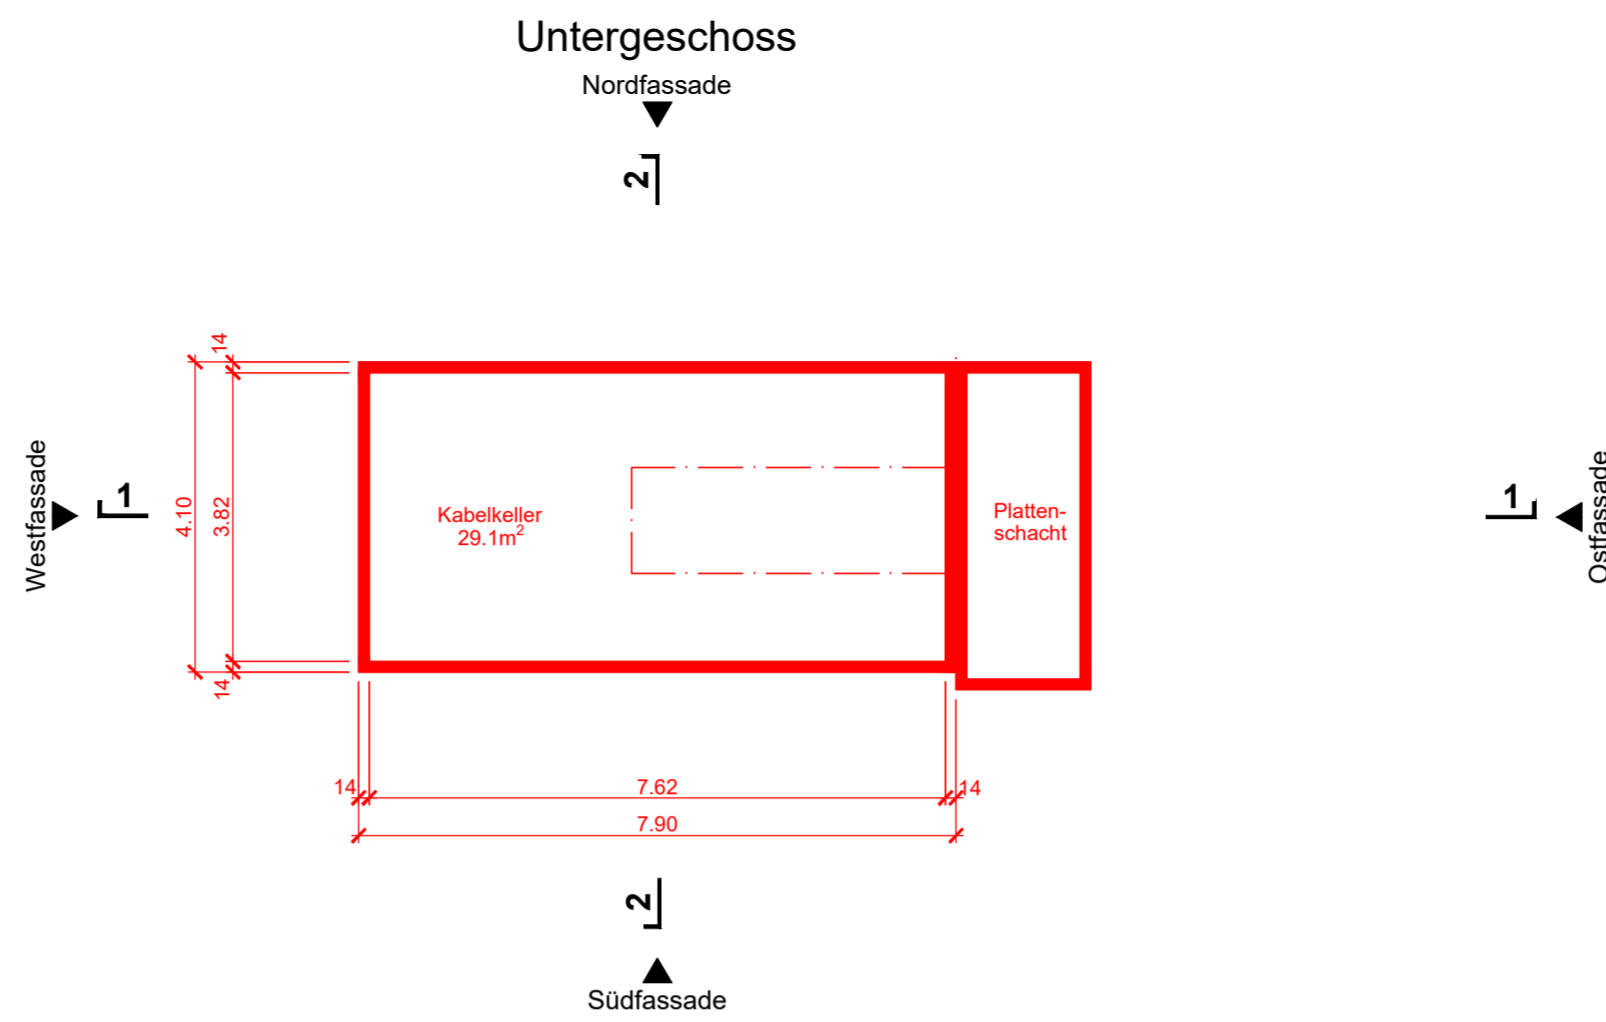 Untergeschoss
Nordfassade
2
14
Westfassade
1
4.10
3.82
Kabelkeller
29.1m²
Platten-
schacht
1
Ostfassade
14
14
7.62
14
7.90
2
Südfassade